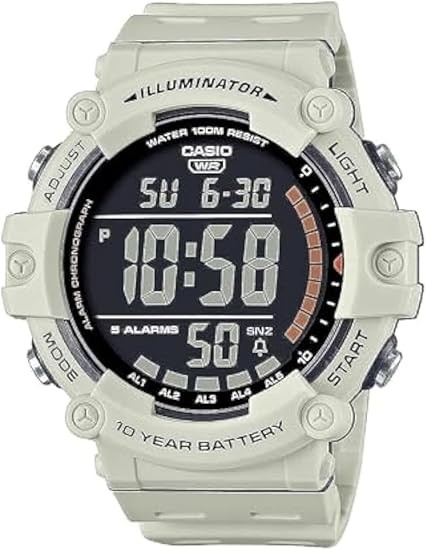 ILLUMINATOR
WATER 100M RESIST
CASIO
WR
ADJUST
LIGHT
SU 6-30
ALARM CHRONOGRAPH
P
10:58
5 ALARMS
SNZ
50
MODE
START
10
AL1 AL2 AL3 AL4 AL5
10 YEAR BATTERY